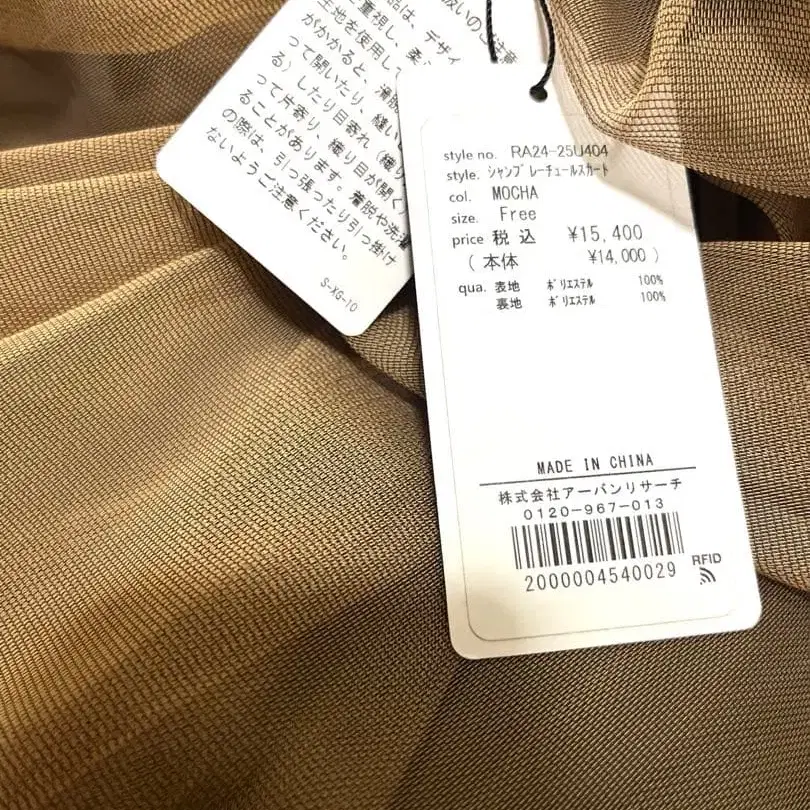 扱いのご注意
品は、デザイ
を重視し、柔
生地を使用し
がかかると、滑脱
って開いたり、縫い
る）したり目寄れ（織り
って片寄り、織り目が開く
ることがあります。着脱や洗濯
の際は、引っ張ったり引っ掛け
ないようご注意ください。
S-KG-10
style no. RA24-25U404
style. シャンブレーチュールスカート
col. MOCHA
size. Free
price 税込 ¥15,400
( 本体 ¥14,000 )
qua. 表地 ポリエステル 100%
裏地 ポリエステル 100%
MADE IN CHINA
株式会社アーバンリサーチ
0120-967-013
2000004540029
RFID